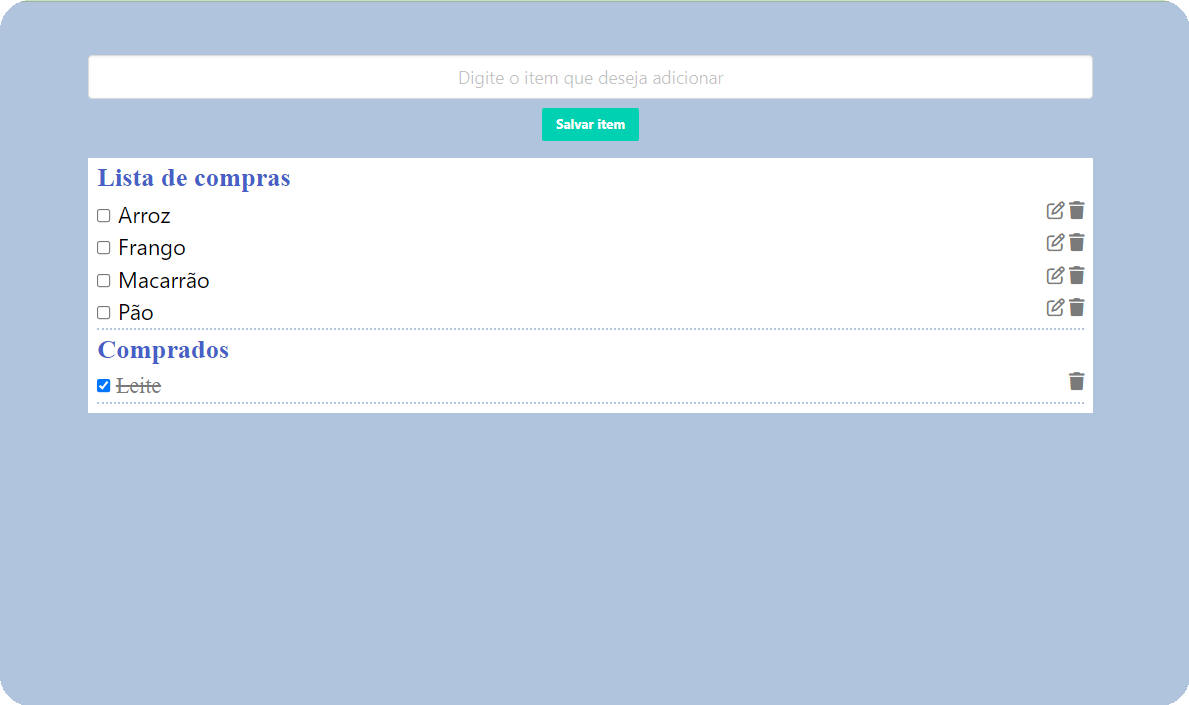 Digite o item que deseja adicionar
Salvar item
Lista de compras
Arroz
Frango
Macarrão
Pão
Comprados
Leite